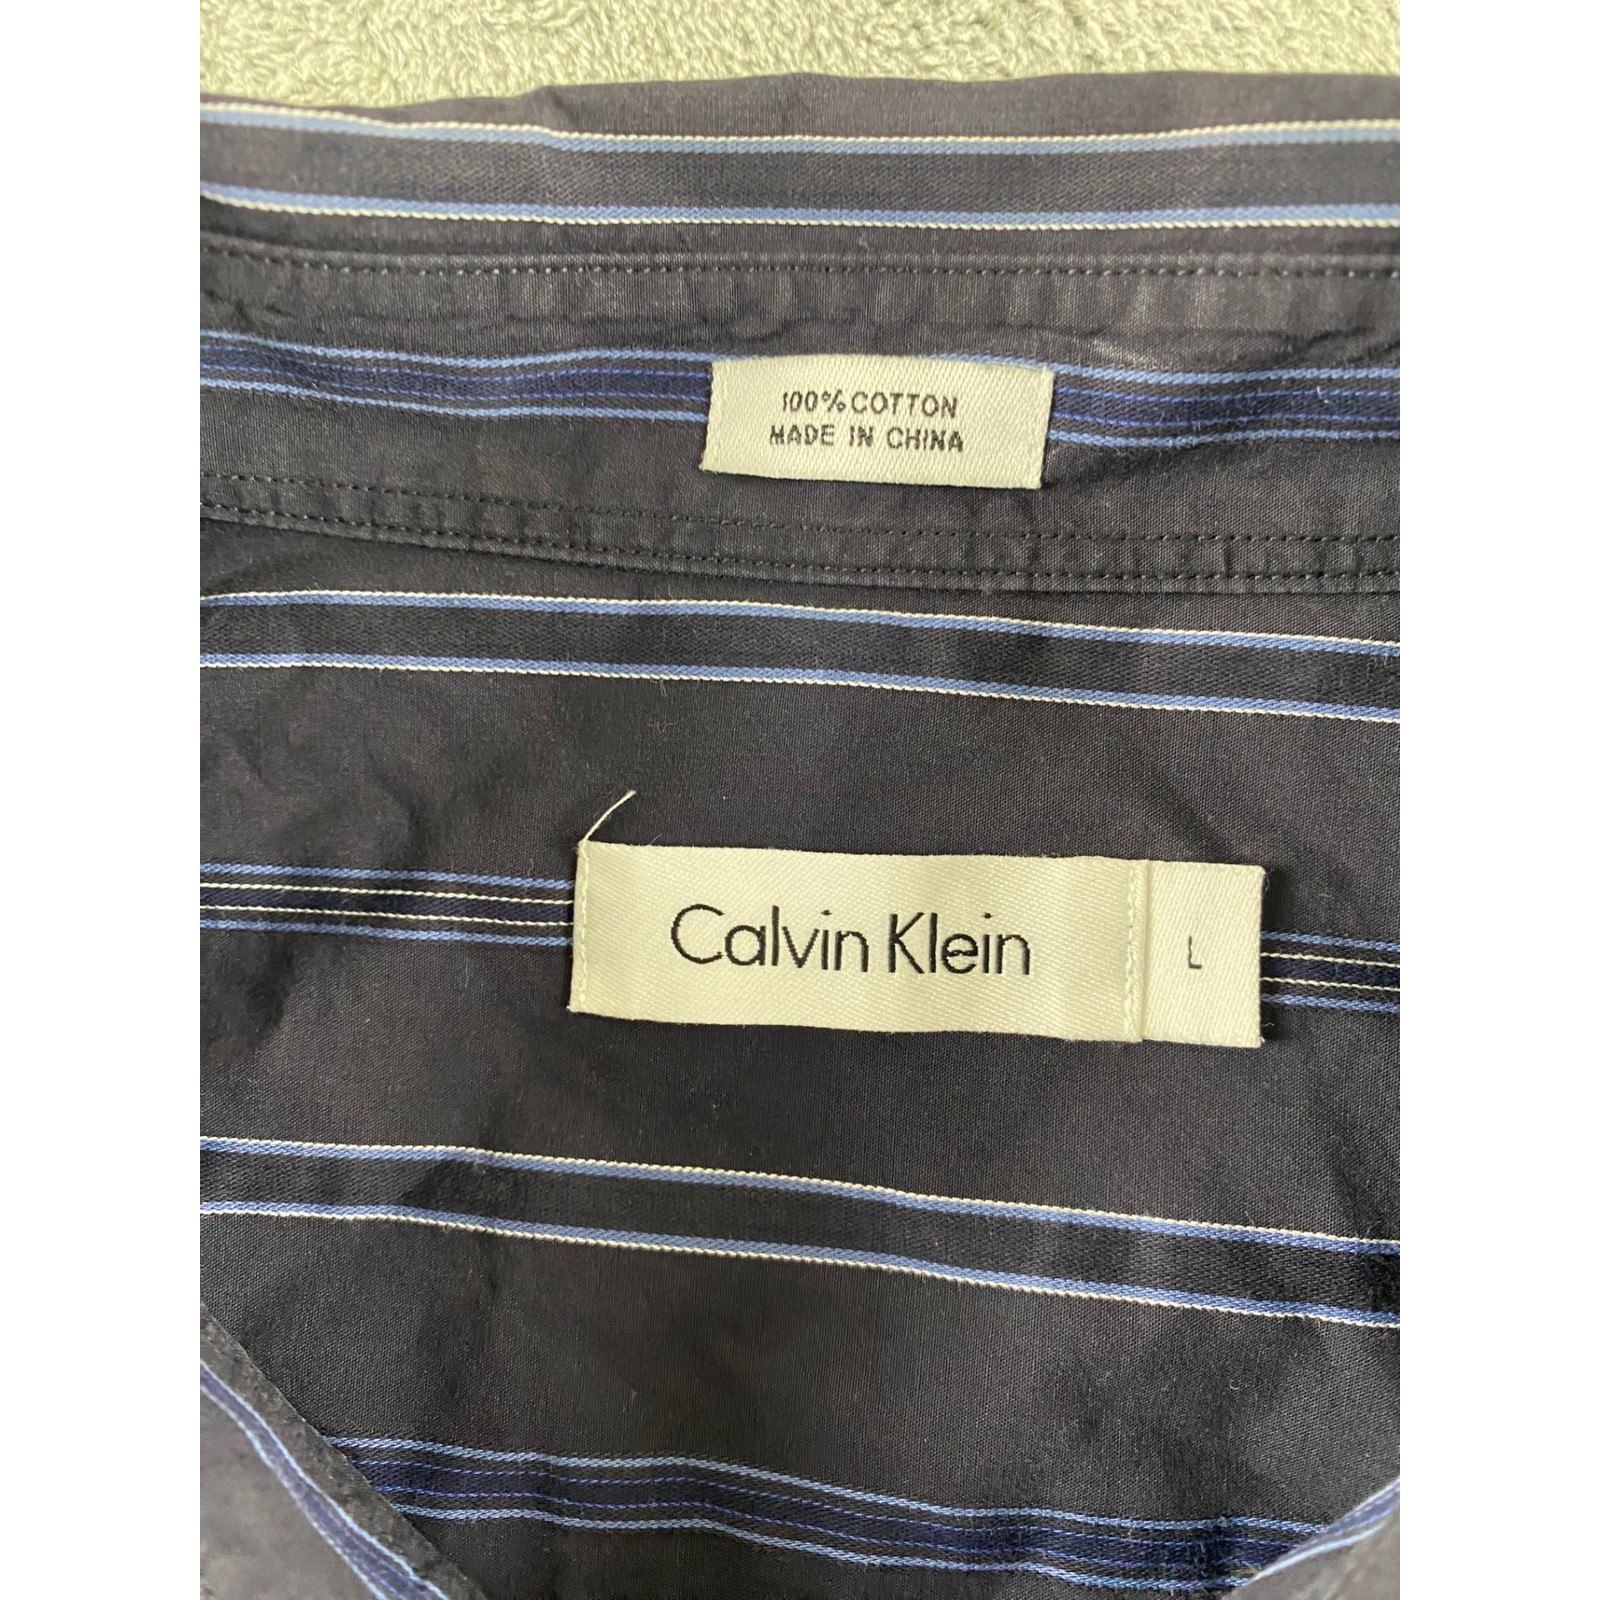 100% COTTON
MADE IN CHINA
Calvin Klein
L